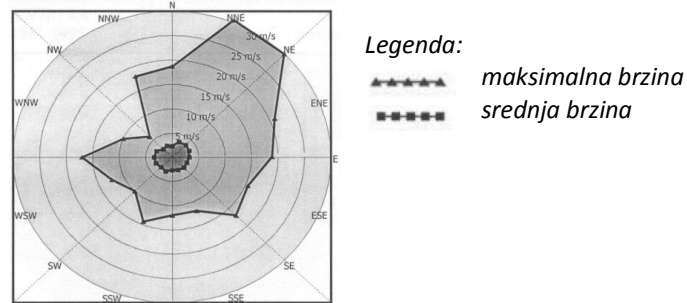 N
NNW
NNE
30 m/s
NW
NE
25 m/s
20 m/s
WNW
ENE
15 m/s
10 m/s
5 m/s
W
E
WSW
ESE
SW
SE
SSW
SSE
Legenda:
maksimalna brzina
srednja brzina